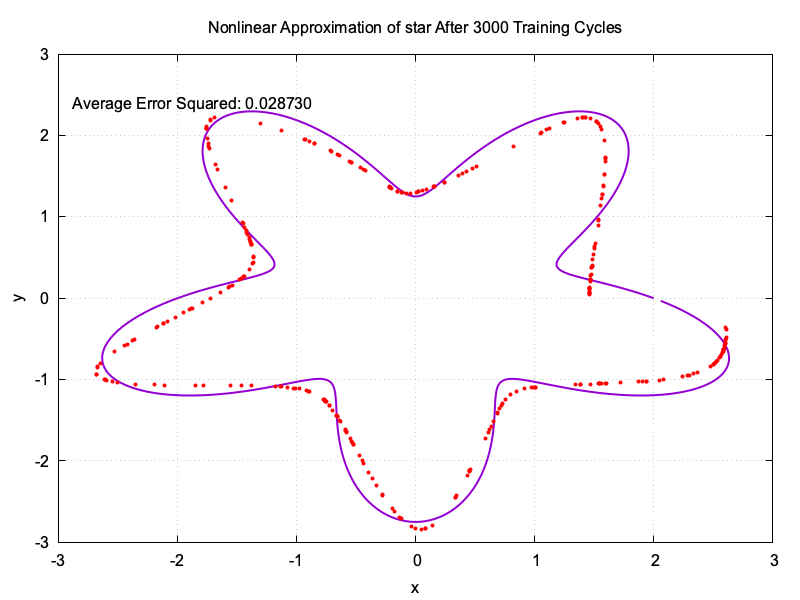 Nonlinear Approximation of star After 3000 Training Cycles
3
Average Error Squared: 0.028730
2
1
y
0
-1
-2
-3
-3 -2 -1 0 1 2 3
x